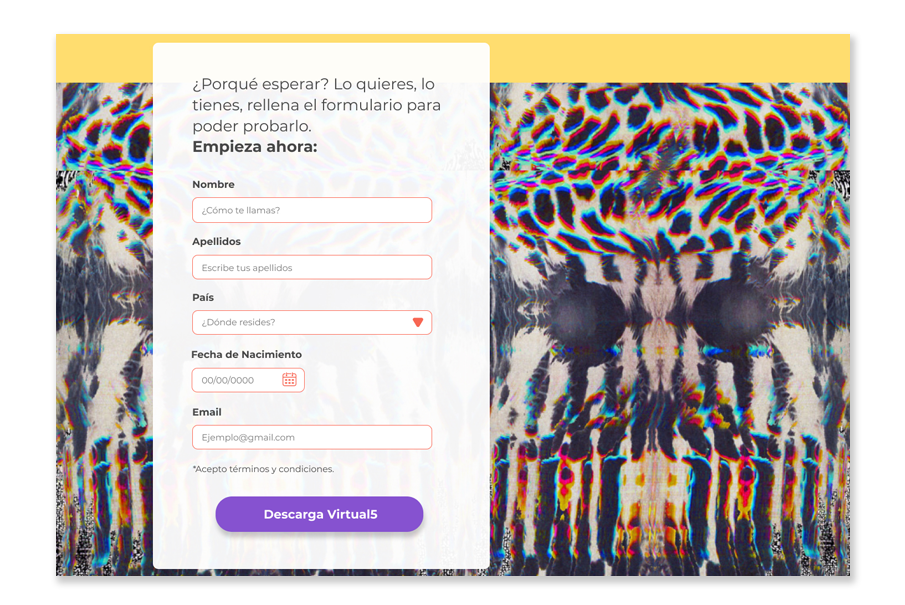 ¿Porqué esperar? Lo quieres, lo
tienes, rellena el formulario para
poder probarlo.
Empieza ahora:
Nombre
¿Cómo te llamas?
Apellidos
Escribe tus apellidos
País
¿Dónde resides?
Fecha de Nacimiento
00/00/0000
Email
Ejemplo@gmail.com
*Acepto términos y condiciones.
Descarga Virtual5